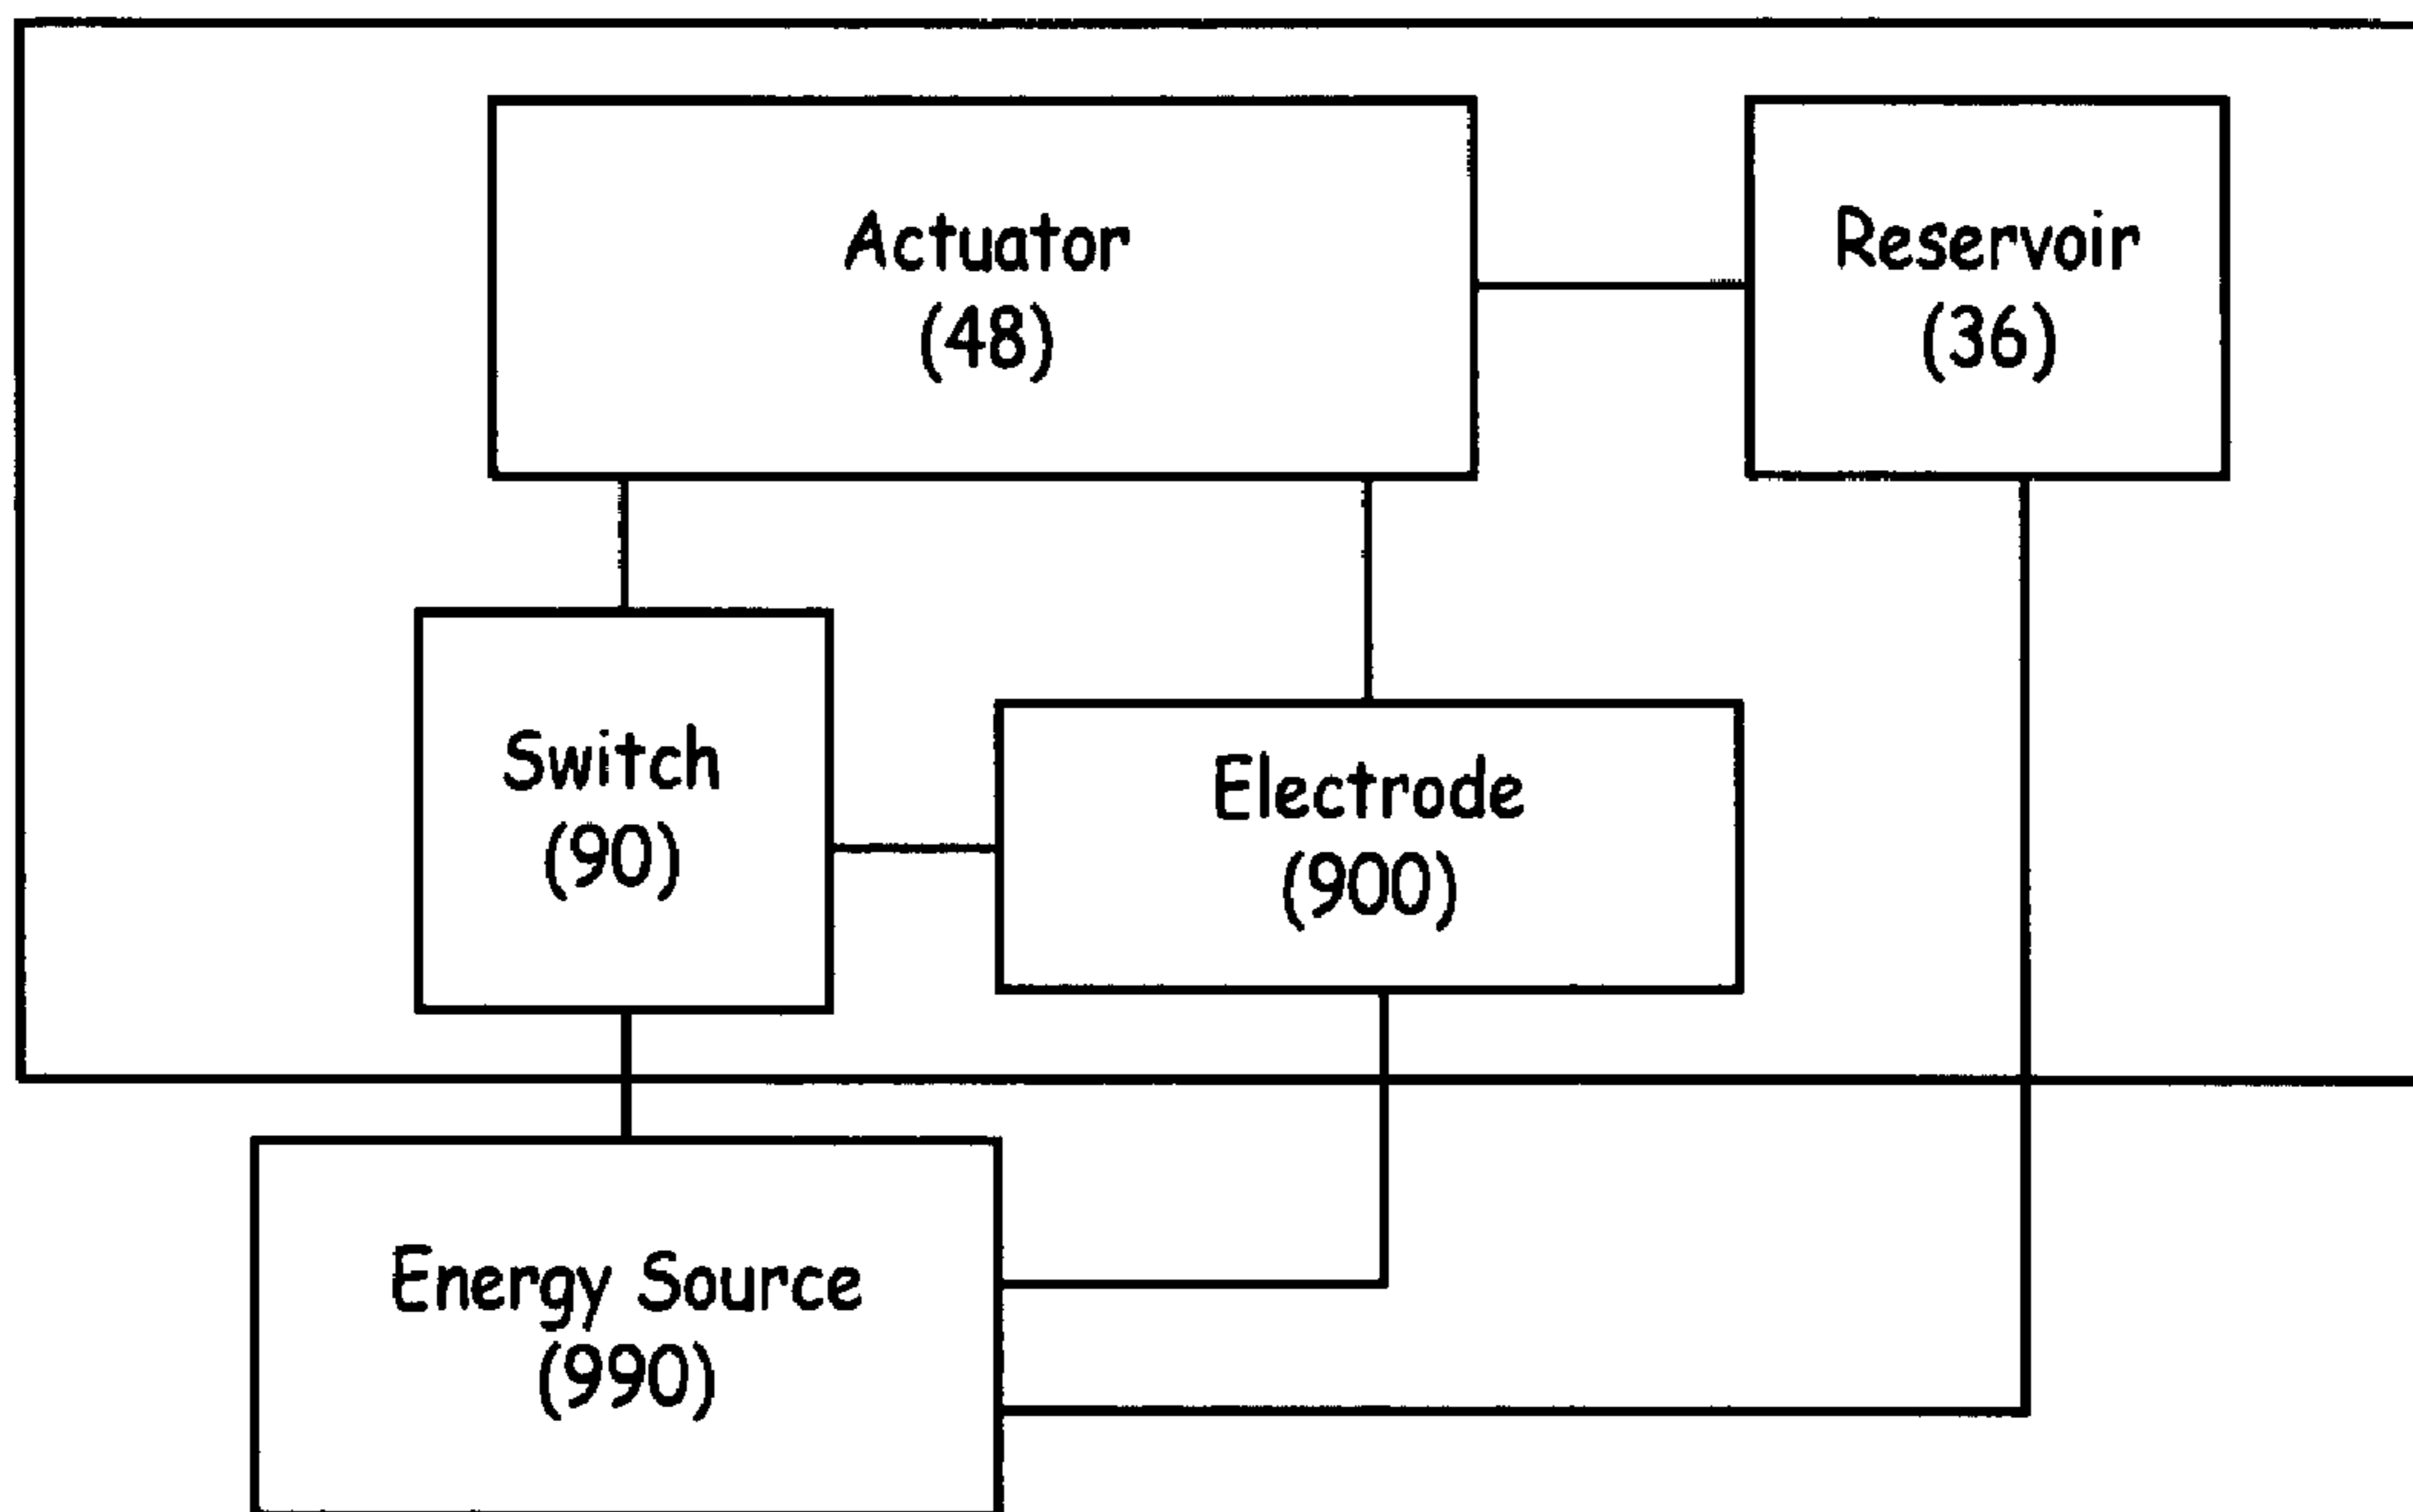 Actuator
(48)
Reservoir
(36)
Switch
(90)
Electrode
(900)
Energy Source
(990)